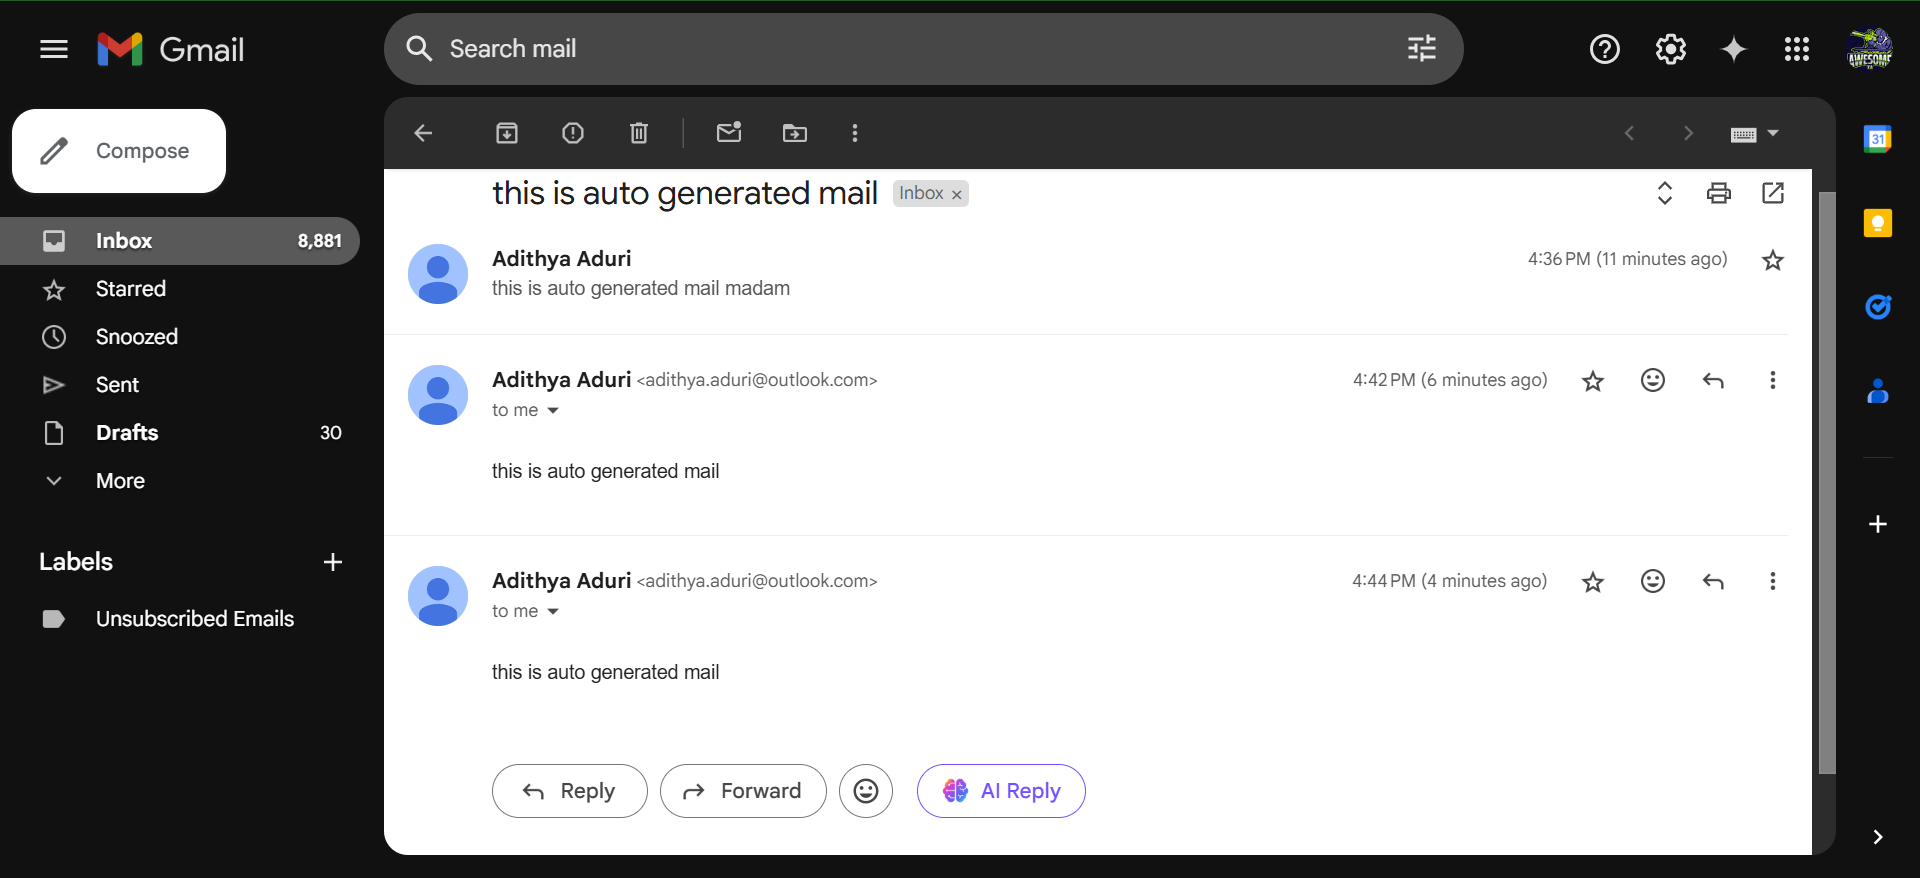 Gmail
Search mail
Compose
Inbox 8,881
Starred
Snoozed
Sent
Drafts 30
More
Labels
Unsubscribed Emails
this is auto generated mail Inbox ×
Adithya Aduri 4:36 PM (11 minutes ago)
this is auto generated mail madam
Adithya Aduri <adithya.aduri@outlook.com> 4:42 PM (6 minutes ago)
to me
this is auto generated mail
Adithya Aduri <adithya.aduri@outlook.com> 4:44 PM (4 minutes ago)
to me
this is auto generated mail
Reply Forward AI Reply
AWESOME
31